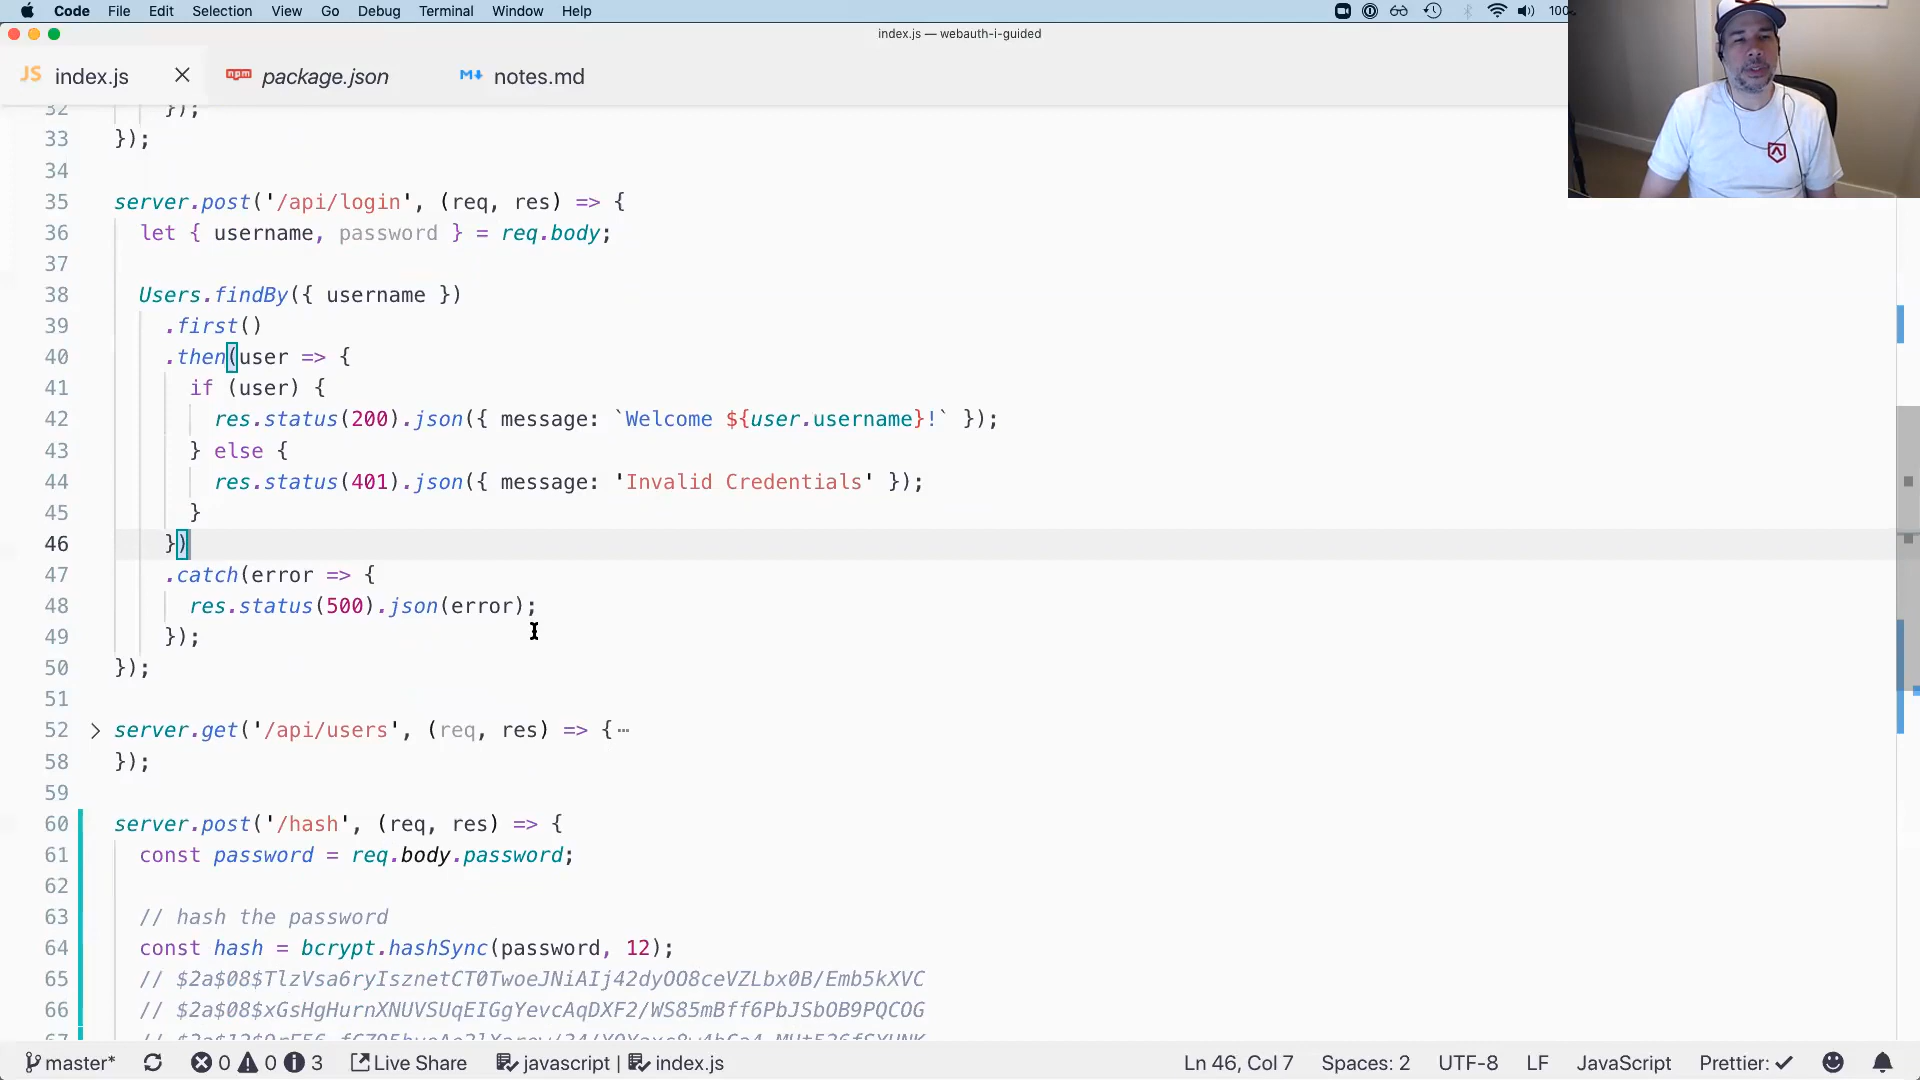 Code File Edit Selection View Go Debug Terminal Window Help 100
index.js — webauth-i-guided
JS index.js npm package.json M notes.md
32 });
33 });
34
35 server.post('/api/login', (req, res) => {
36 let { username, password } = req.body;
37
38 Users.findBy({ username })
39 .first()
40 .then(user => {
41 if (user) {
42 res.status(200).json({ message: `Welcome ${user.username}!` });
43 } else {
44 res.status(401).json({ message: 'Invalid Credentials' });
45 }
46 })
47 .catch(error => {
48 res.status(500).json(error);
49 });
50 });
51
52 server.get('/api/users', (req, res) => {…
58 });
59
60 server.post('/hash', (req, res) => {
61 const password = req.body.password;
62
63 // hash the password
64 const hash = bcrypt.hashSync(password, 12);
65 // $2a$08$TlzVsa6ryIsznetCT0TwoeJNiAIj42dyOO8ceVZLbx0B/Emb5kXVC
66 // $2a$08$xGsHgHurnXNUVSUqEIGgYevcAqDXF2/WS85mBff6PbJSbOB9PQCOG
master* 0 0 3 Live Share javascript | index.js Ln 46, Col 7 Spaces: 2 UTF-8 LF JavaScript Prettier: ✓